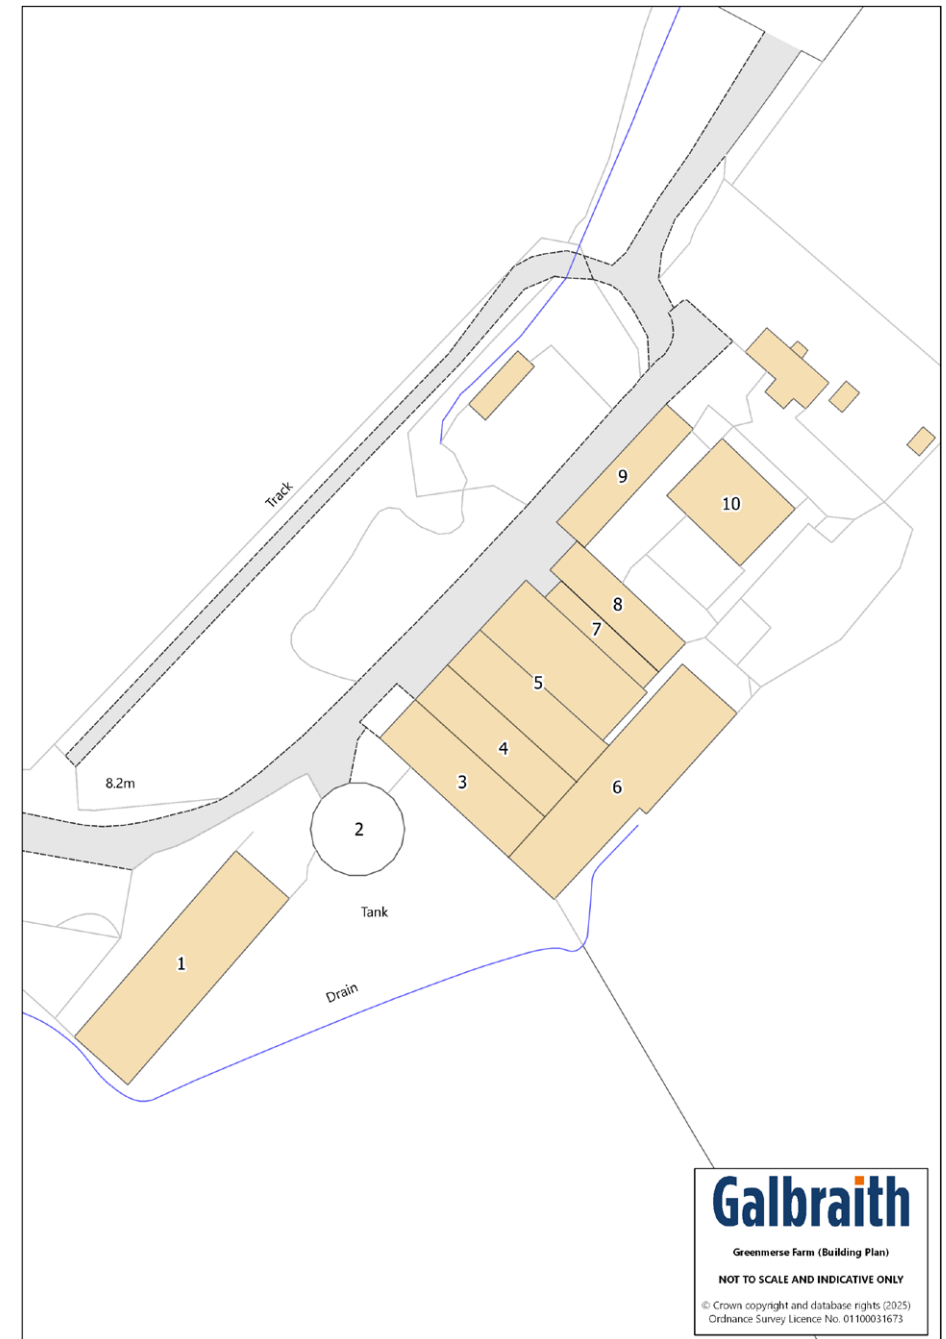 Track
9
10
8
7
5
4
3
6
8.2m
2
Tank
1
Drain
Galbraith
Greenmerse Farm (Building Plan)
NOT TO SCALE AND INDICATIVE ONLY
© Crown copyright and database rights (2025)
Ordnance Survey Licence No. 01100031673